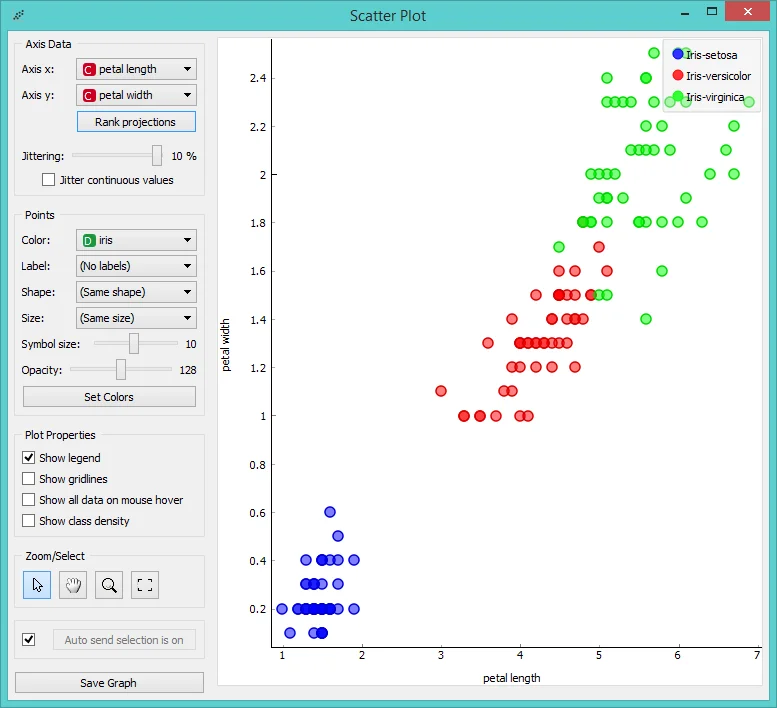 Scatter Plot
Axis Data
Axis x: C petal length
Axis y: C petal width
Rank projections
Jittering: 10 %
Jitter continuous values
Points
Color: D iris
Label: (No labels)
Shape: (Same shape)
Size: (Same size)
Symbol size: 10
Opacity: 128
Set Colors
Plot Properties
Show legend
Show gridlines
Show all data on mouse hover
Show class density
Zoom/Select
Auto send selection is on
Save Graph
Iris-setosa
Iris-versicolor
Iris-virginica
petal width
2.4
2.2
2
1.8
1.6
1.4
1.2
1
0.8
0.6
0.4
0.2
1 2 3 4 5 6 7
petal length